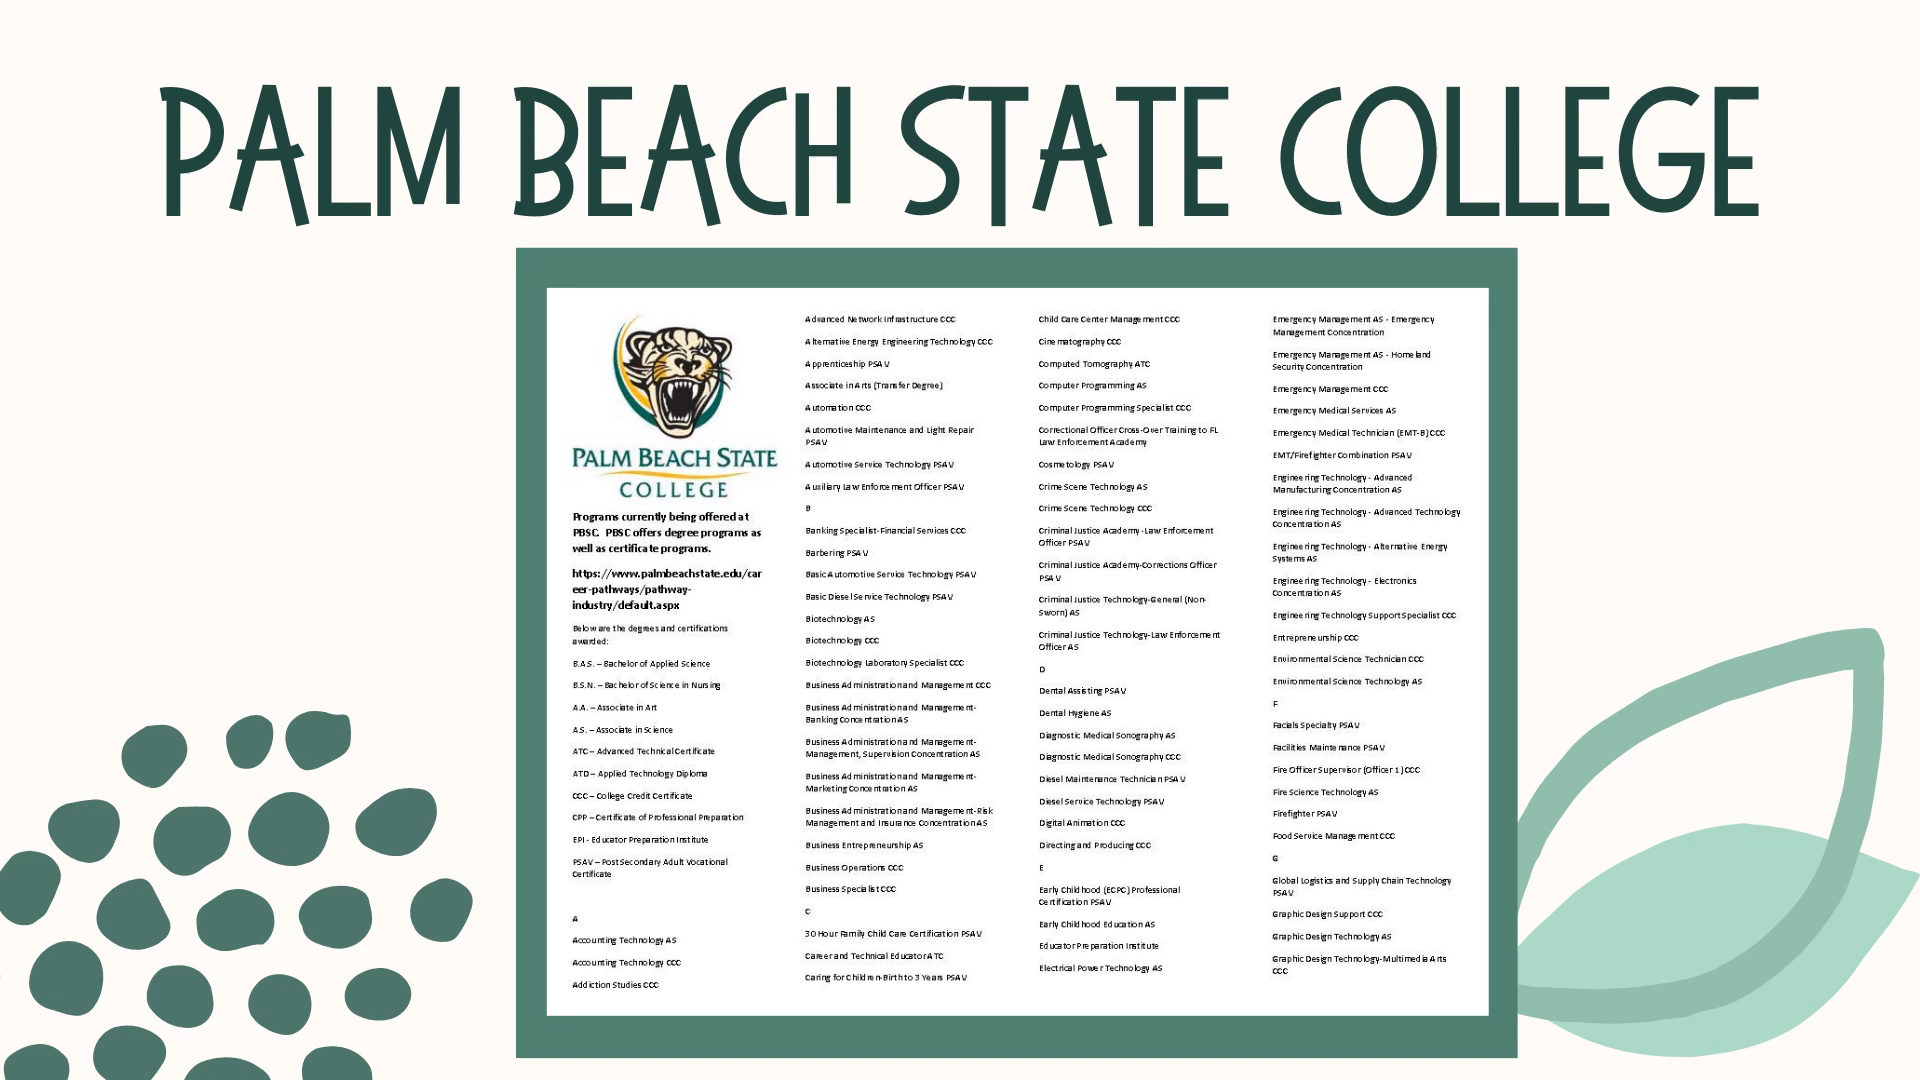 PALM BEACH STATE COLLEGE
PALM BEACH STATE
COLLEGE
Programs currently being offered at
PBSC. PBSC offers degree programs as
well as certificate programs.
https://www.palmbeachstate.edu/car
eer-pathways/pathway-
industry/default.aspx
Below are the degrees and certifications
awarded:
B.A.S. – Bachelor of Applied Science
B.S.N. – Bachelor of Science in Nursing
A.A. – Associate in Art
A.S. – Associate in Science
ATC – Advanced Technical Certificate
ATD – Applied Technology Diploma
CCC – College Credit Certificate
CPP – Certificate of Professional Preparation
EPI - Educator Preparation Institute
PSAV – Post Secondary Adult Vocational
Certificate
A
Accounting Technology AS
Accounting Technology CCC
Addiction Studies CCC
Advanced Network Infrastructure CCC
Alternative Energy Engineering Technology CCC
Apprenticeship PSAV
Associate in Arts (Transfer Degree)
Automation CCC
Automotive Maintenance and Light Repair
PSAV
Automotive Service Technology PSAV
Auxiliary Law Enforcement Officer PSAV
B
Banking Specialist-Financial Services CCC
Barbering PSAV
Basic Automotive Service Technology PSAV
Basic Diesel Service Technology PSAV
Biotechnology AS
Biotechnology CCC
Biotechnology Laboratory Specialist CCC
Business Administration and Management CCC
Business Administration and Management-
Banking Concentration AS
Business Administration and Management-
Management, Supervision Concentration AS
Business Administration and Management-
Marketing Concentration AS
Business Administration and Management-Risk
Management and Insurance Concentration AS
Business Entrepreneurship AS
Business Operations CCC
Business Specialist CCC
C
30 Hour Family Child Care Certification PSAV
Career and Technical Educator ATC
Caring for Children-Birth to 3 Years PSAV
Child Care Center Management CCC
Cinematography CCC
Computed Tomography ATC
Computer Programming AS
Computer Programming Specialist CCC
Correctional Officer Cross-Over Training to FL
Law Enforcement Academy
Cosmetology PSAV
Crime Scene Technology AS
Crime Scene Technology CCC
Criminal Justice Academy -Law Enforcement
Officer PSAV
Criminal Justice Academy-Corrections Officer
PSAV
Criminal Justice Technology-General (Non-
Sworn) AS
Criminal Justice Technology-Law Enforcement
Officer AS
D
Dental Assisting PSAV
Dental Hygiene AS
Diagnostic Medical Sonography AS
Diagnostic Medical Sonography CCC
Diesel Maintenance Technician PSAV
Diesel Service Technology PSAV
Digital Animation CCC
Directing and Producing CCC
E
Early Childhood (ECPC) Professional
Certification PSAV
Early Childhood Education AS
Educator Preparation Institute
Electrical Power Technology AS
Emergency Management AS - Emergency
Management Concentration
Emergency Management AS - Homeland
Security Concentration
Emergency Management CCC
Emergency Medical Services AS
Emergency Medical Technician (EMT-B) CCC
EMT/Firefighter Combination PSAV
Engineering Technology - Advanced
Manufacturing Concentration AS
Engineering Technology - Advanced Technology
Concentration AS
Engineering Technology - Alternative Energy
Systems AS
Engineering Technology - Electronics
Concentration AS
Engineering Technology Support Specialist CCC
Entrepreneurship CCC
Environmental Science Technician CCC
Environmental Science Technology AS
F
Facials Specialty PSAV
Facilities Maintenance PSAV
Fire Officer Supervisor (Officer 1) CCC
Fire Science Technology AS
Firefighter PSAV
Food Service Management CCC
G
Global Logistics and Supply Chain Technology
PSAV
Graphic Design Support CCC
Graphic Design Technology AS
Graphic Design Technology-Multimedia Arts
CCC